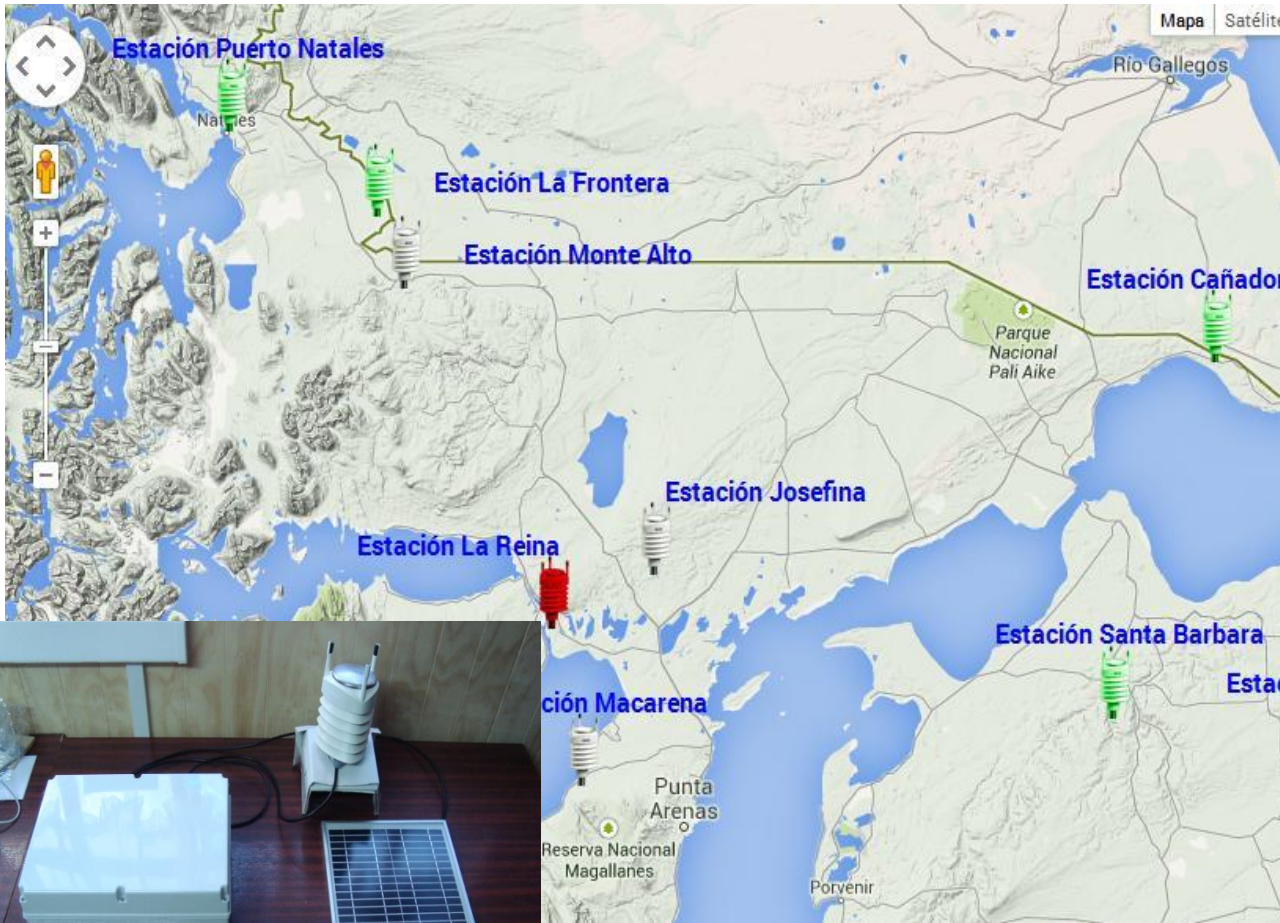 Mapa Satélite
Estación Puerto Natales
Río Gallegos
Natales
Estación La Frontera
Estación Monte Alto
Estación Cañador
Parque
Nacional
Pali Aike
Estación Josefina
Estación La Reina
Estación Santa Barbara
Esta
ción Macarena
Punta
Arenas
Reserva Nacional
Magallanes
Porvenir